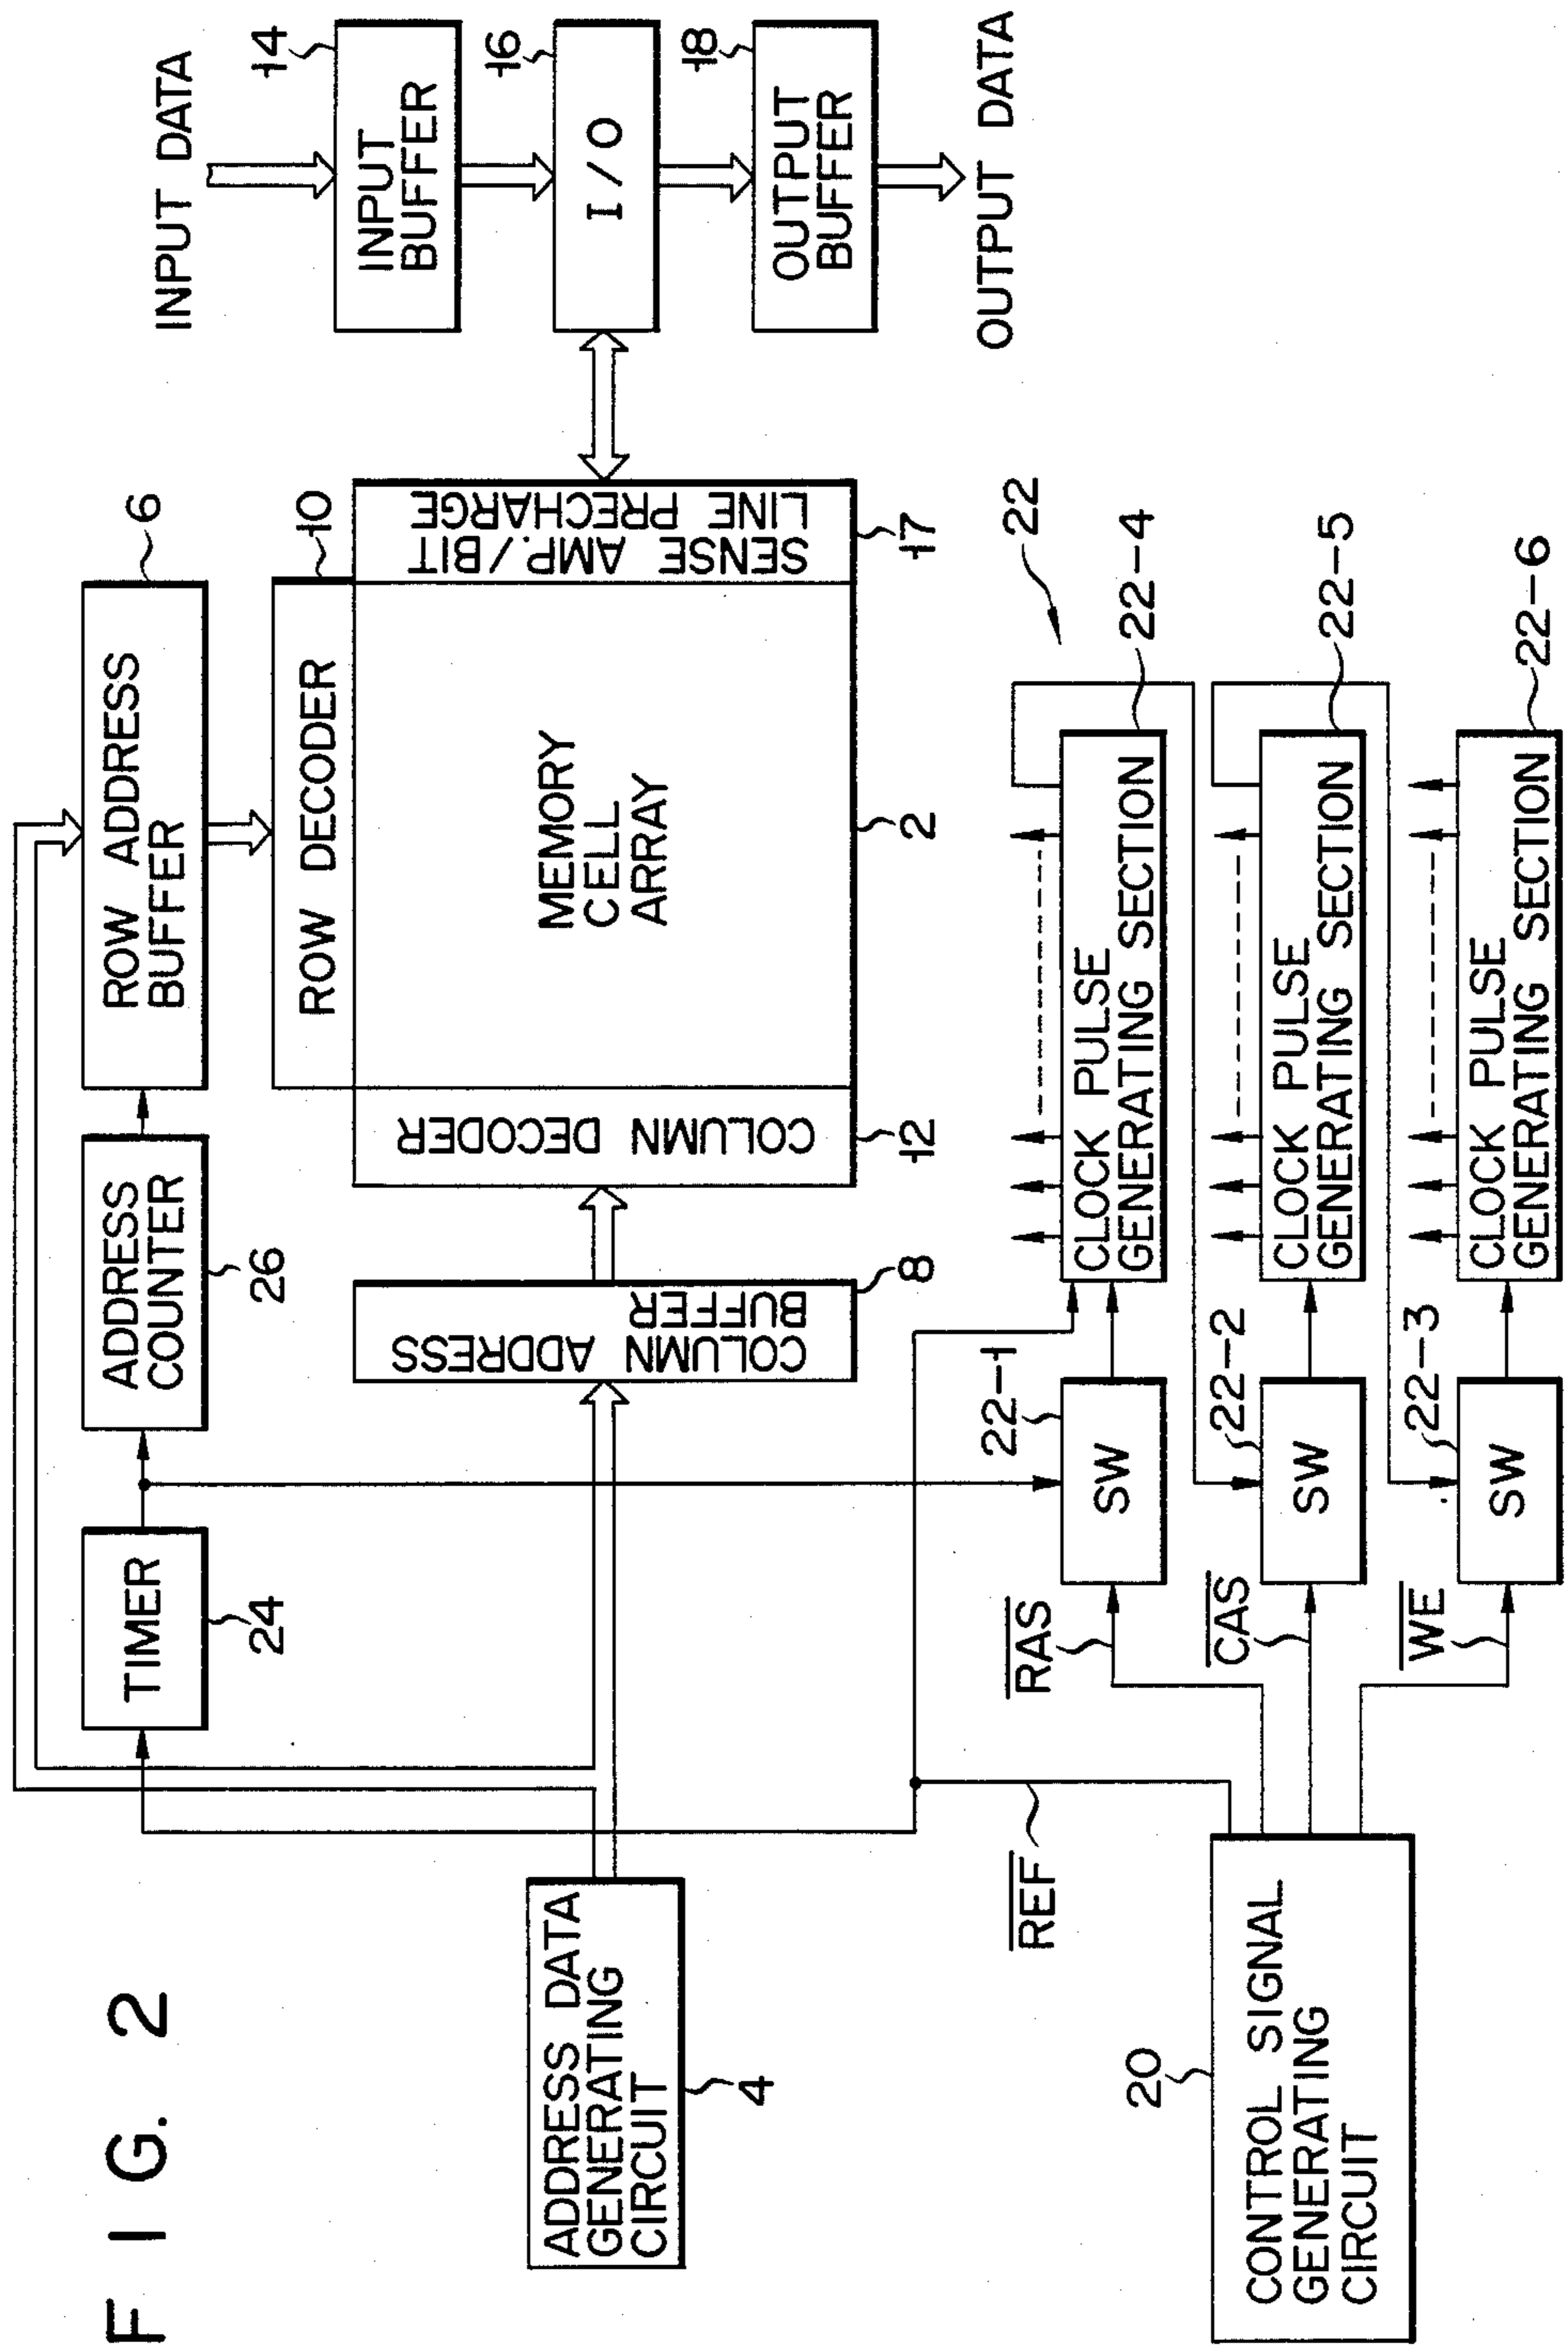 FIG. 2
TIMER
24
ADDRESS
COUNTER
26
ROW ADDRESS
BUFFER
6
INPUT DATA
14
INPUT
BUFFER
16
I/O
18
OUTPUT
BUFFER
OUTPUT DATA
ROW DECODER
10
MEMORY
CELL
ARRAY
2
COLUMN DECODER
12
SENSE AMP./BIT
LINE PRECHARGE
17
COLUMN ADDRESS
BUFFER
8
ADDRESS DATA
GENERATING
CIRCUIT
4
REF
20
CONTROL SIGNAL
GENERATING
CIRCUIT
RAS
CAS
WE
22-1
SW
22-2
SW
22-3
SW
22
CLOCK PULSE
GENERATING SECTION
22-4
CLOCK PULSE
GENERATING SECTION
22-5
CLOCK PULSE
GENERATING SECTION
22-6